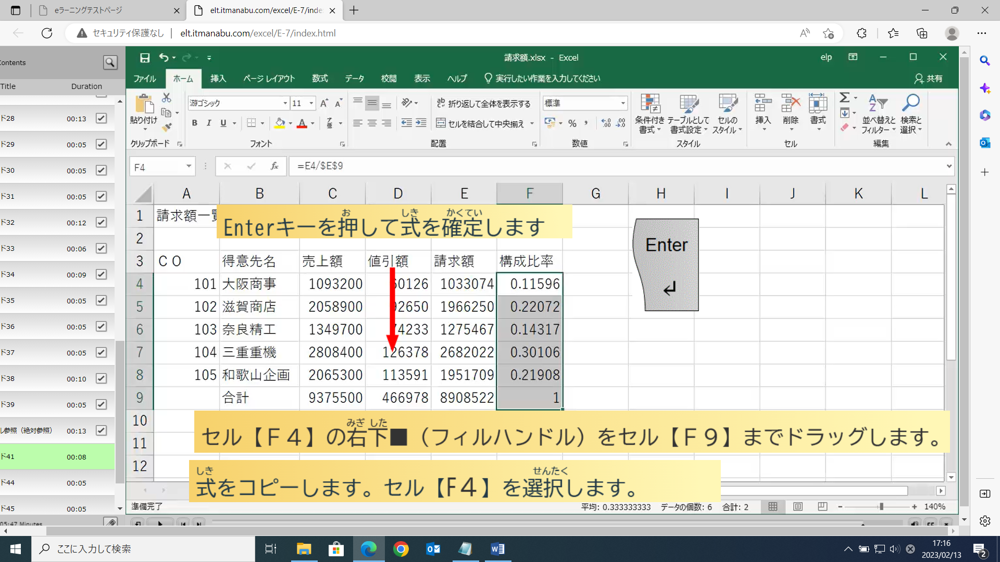 eラーニングテストページ
elt.itmanabu.com/excel/E-7/inde
セキュリティ保護なし
elt.itmanabu.com/excel/E-7/index.html
Contents
Title Duration
ド28 00:13
ド29 00:05
ド30 00:05
ド31 00:05
ド32 00:12
ド33 00:06
ド34 00:09
ド35 00:05
ド36 00:05
ド37 00:05
ド38 00:10
ド39 00:05
ル参照（絶対参照） 00:13
ド41 00:08
ド44 00:05
ド45 00:05
05:47 Minutes
請求額.xlsx - Excel
elp
ファイル ホーム 挿入 ページ レイアウト 数式 データ 校閲 表示 ヘルプ 実行したい作業を入力してください 共有
貼り付け
クリップボード
游ゴシック 11
B I U
フォント
折り返して全体を表示する
セルを結合して中央揃え
配置
標準
数値
条件付き書式
テーブルとして書式設定
セルのスタイル
スタイル
挿入 削除 書式
セル
並べ替えとフィルター
検索と選択
編集
F4 fx =E4/$E$9
A B C D E F G H I J K L
1 請求額一覧
Enterキーを押して式を確定します
お しき かくてい
Enter
2
3 ＣＯ 得意先名 売上額 値引額 請求額 構成比率
4 101 大阪商事 1093200 60126 1033074 0.11596
5 102 滋賀商店 2058900 92650 1966250 0.22072
6 103 奈良精工 1349700 74233 1275467 0.14317
7 104 三重重機 2808400 126378 2682022 0.30106
8 105 和歌山企画 2065300 113591 1951709 0.21908
9 合計 9375500 466978 8908522 1
10
みぎ した
セル【Ｆ４】の右下■（フィルハンドル）をセル【Ｆ９】までドラッグします。
11
12
しき せんたく
式をコピーします。セル【F４】を選択します。
準備完了
平均: 0.333333333 データの個数: 6 合計: 2
140%
ここに入力して検索
17:16
2023/02/13
2